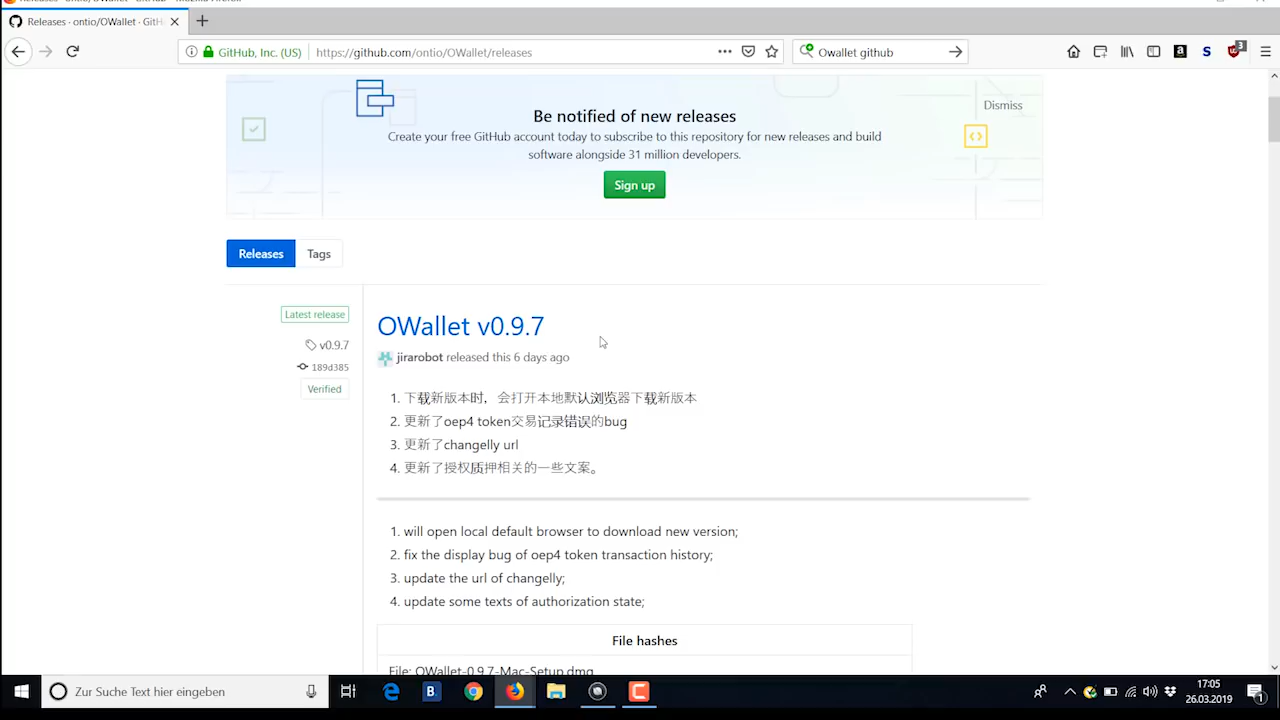 Releases · ontio/OWallet · GitH
GitHub, Inc. (US)
https://github.com/ontio/OWallet/releases
Owallet github
3
Be notified of new releases
Dismiss
Create your free GitHub account today to subscribe to this repository for new releases and build
software alongside 31 million developers.
Sign up
Releases
Tags
Latest release
OWallet v0.9.7
v0.9.7
jirarobot released this 6 days ago
189d385
Verified
1. 下载新版本时，会打开本地默认浏览器下载新版本
2. 更新了oep4 token交易记录错误的bug
3. 更新了changelly url
4. 更新了授权质押相关的一些文案。
1. will open local default browser to download new version;
2. fix the display bug of oep4 token transaction history;
3. update the url of changelly;
4. update some texts of authorization state;
File hashes
File: OWallet-0.9.7-Mac-Setup.dmg
Zur Suche Text hier eingeben
17:05
26.03.2019